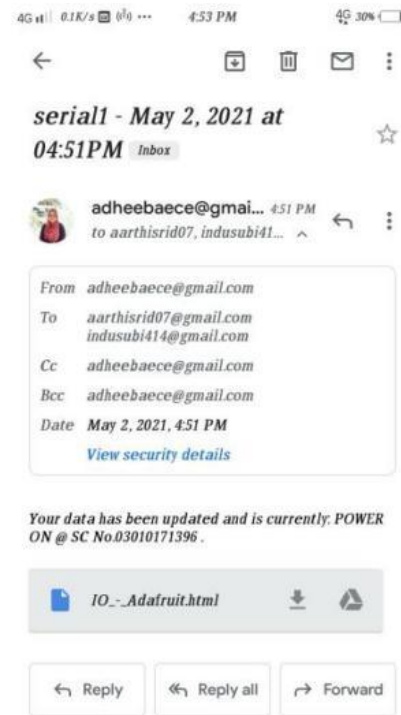 4G 0.1K/s 4:53 PM 4G 30%
serial1 - May 2, 2021 at
04:51PM Inbox
adheebaece@gmai... 4:51 PM
to aarthisrid07, indusubi41...
From adheebaece@gmail.com
To aarthisrid07@gmail.com
indusubi414@gmail.com
Cc adheebaece@gmail.com
Bcc adheebaece@gmail.com
Date May 2, 2021, 4:51 PM
View security details
Your data has been updated and is currently: POWER
ON @ SC No.03010171396 .
IO_-_Adafruit.html
Reply Reply all Forward